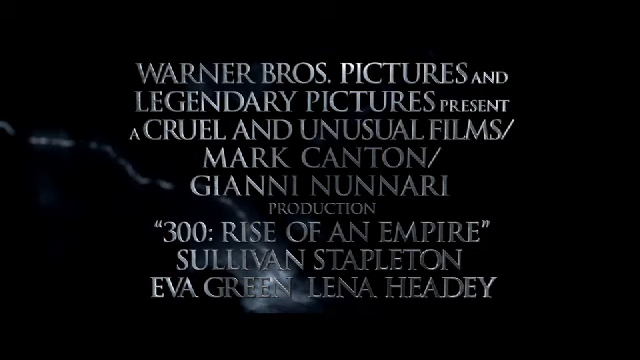 WARNER BROS. PICTURES AND
LEGENDARY PICTURES PRESENT
A CRUEL AND UNUSUAL FILMS/
MARK CANTON/
GIANNI NUNNARI
PRODUCTION
“300: RISE OF AN EMPIRE”
SULLIVAN STAPLETON
EVA GREEN LENA HEADEY